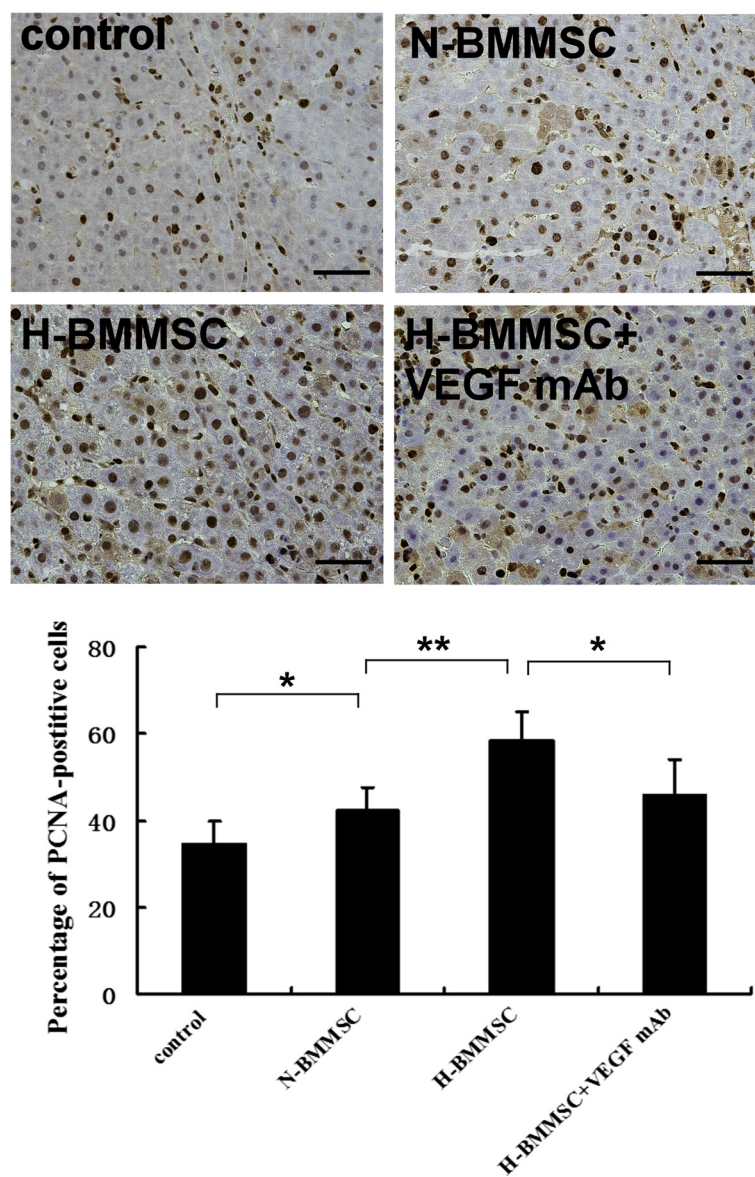 control
N-BMMSC
H-BMMSC
H-BMMSC+
VEGF mAb
Percentage of PCNA-postitive cells
80
60
40
20
0
*
**
*
control
N-BMMSC
H-BMMSC
H-BMMSC+VEGF mAb